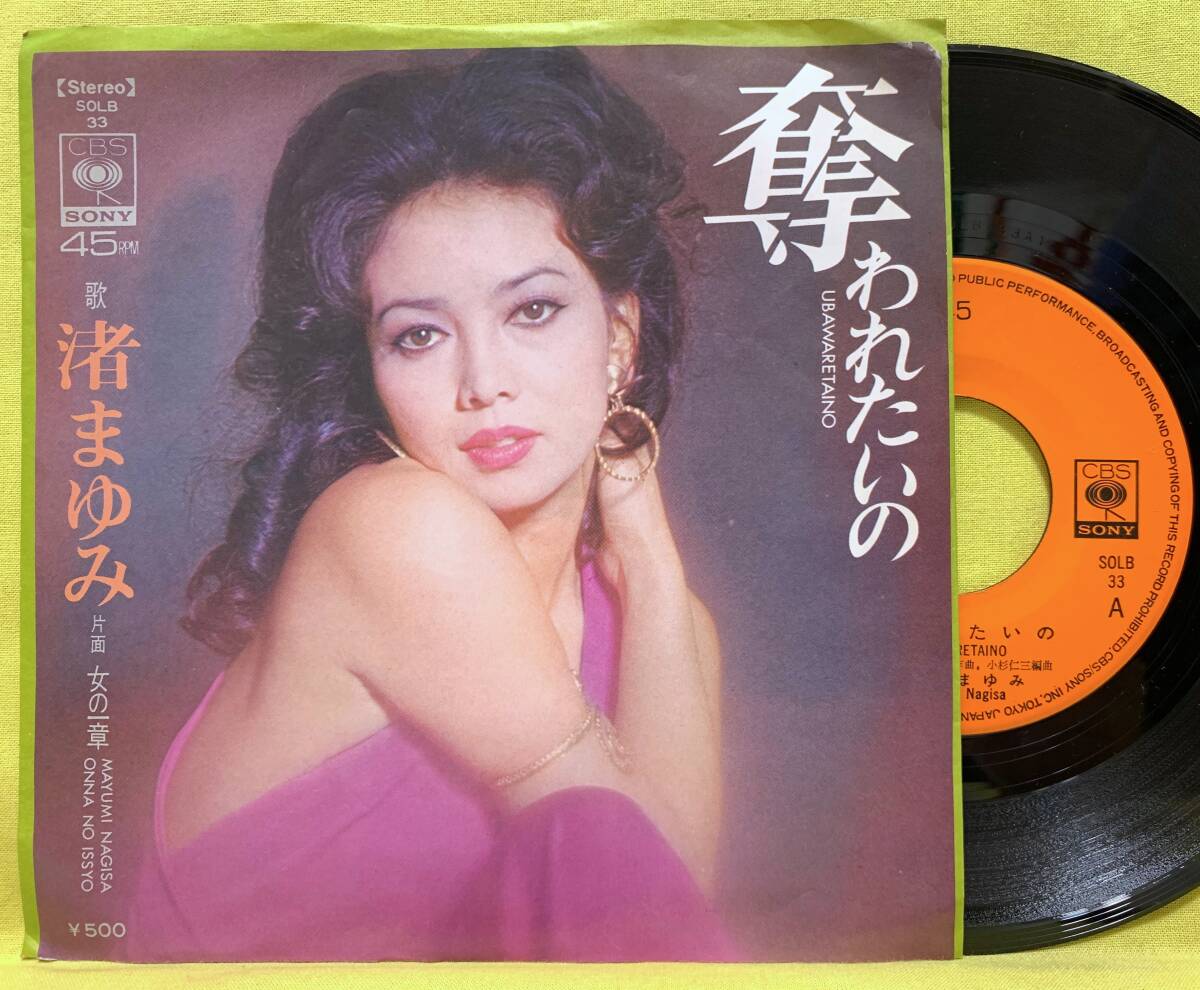 【Stereo】
SOLB
33
CBS
SONY
45RPM
歌
渚まゆみ
片面 女の一章
MAYUMI NAGISA
ONNA NO ISSYO
¥500
奪われたいの
UBAWARETAINO
PUBLIC PERFORMANCE, BROADCASTING AND COPYING OF THIS RECORD PROHIBITED. CBS/SONY INC. TOKYO JAPAN
5
CBS
SONY
SOLB
33
A
たいの
RETAINO
曲。小杉仁三編曲
まゆみ
Nagisa